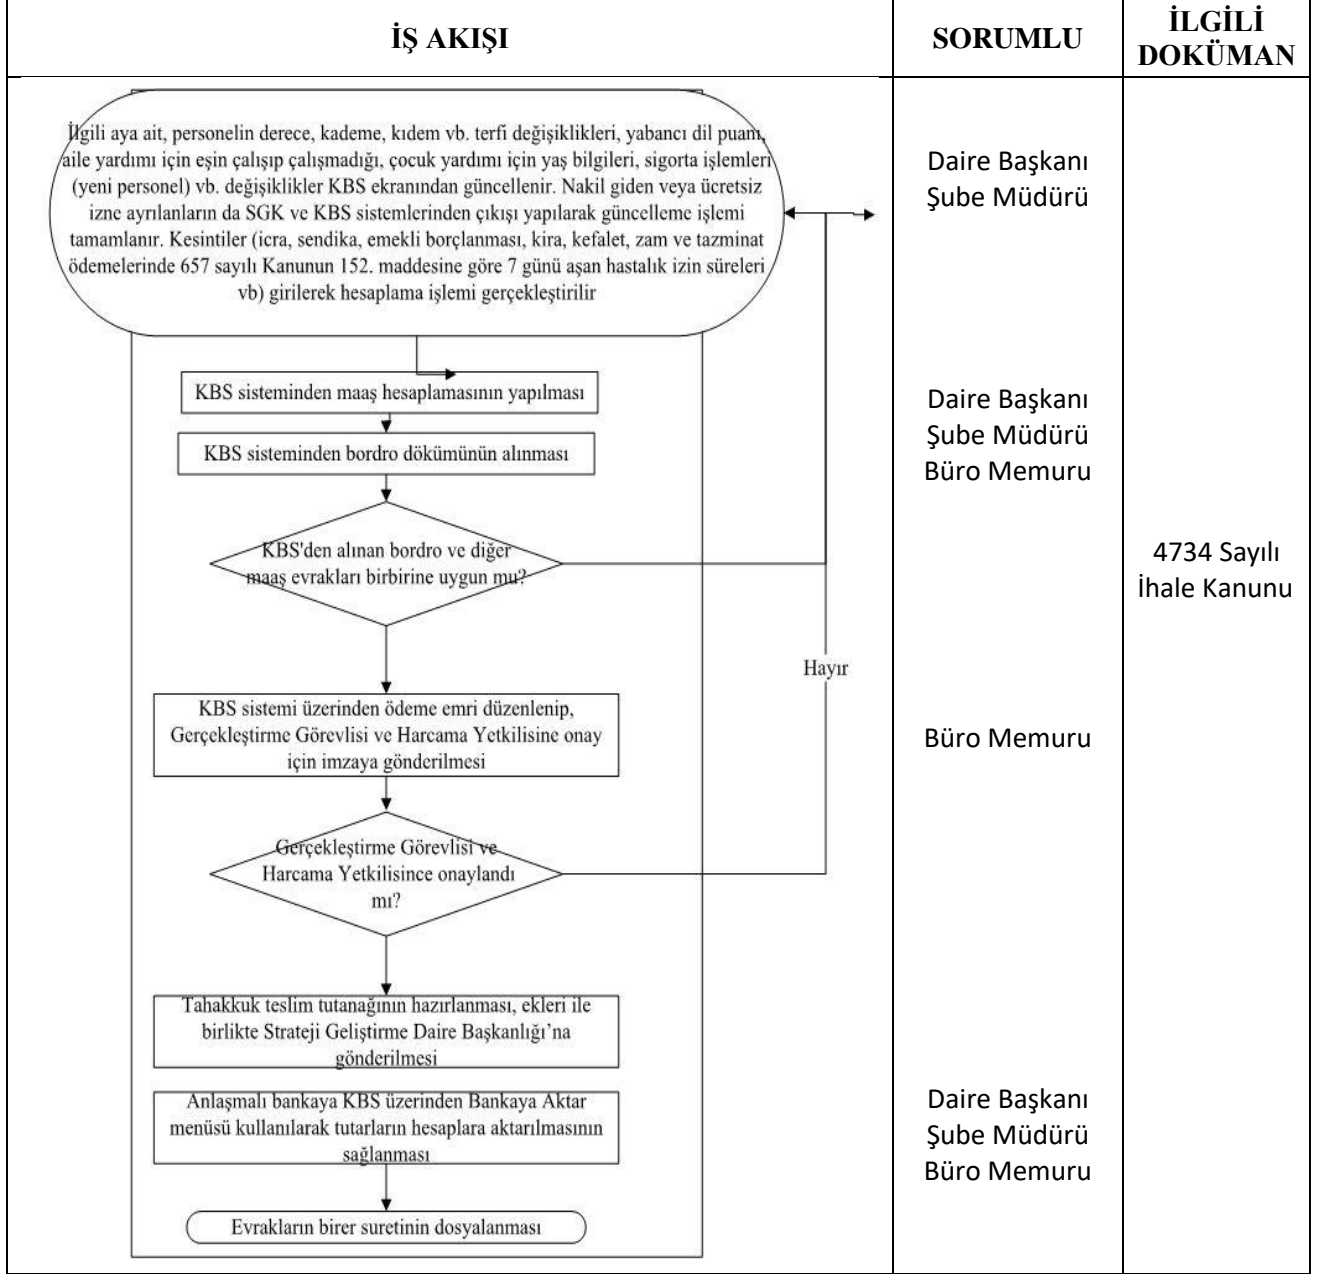 İŞ AKIŞI
SORUMLU
İLGİLİ
DOKÜMAN
İlgili aya ait, personelin derece, kademe, kıdem vb. terfi değişiklikleri, yabancı dil puanı,
aile yardımı için eşin çalışıp çalışmadığı, çocuk yardımı için yaş bilgileri, sigorta işlemleri
(yeni personel) vb. değişiklikler KBS ekranından güncellenir. Nakil giden veya ücretsiz
izne ayrılanların da SGK ve KBS sistemlerinden çıkışı yapılarak güncelleme işlemi
tamamlanır. Kesintiler (icra, sendika, emekli borçlanması, kira, kefalet, zam ve tazminat
ödemelerinde 657 sayılı Kanunun 152. maddesine göre 7 günü aşan hastalık izin süreleri
vb) girilerek hesaplama işlemi gerçekleştirilir
Daire Başkanı
Şube Müdürü
KBS sisteminden maaş hesaplamasının yapılması
KBS sisteminden bordro dökümünün alınması
Daire Başkanı
Şube Müdürü
Büro Memuru
KBS'den alınan bordro ve diğer
maaş evrakları birbirine uygun mu?
4734 Sayılı
İhale Kanunu
Hayır
KBS sistemi üzerinden ödeme emri düzenlenip,
Gerçekleştirme Görevlisi ve Harcama Yetkilisine onay
için imzaya gönderilmesi
Büro Memuru
Gerçekleştirme Görevlisi ve
Harcama Yetkilisince onaylandı
mı?
Tahakkuk teslim tutanağının hazırlanması, ekleri ile
birlikte Strateji Geliştirme Daire Başkanlığı’na
gönderilmesi
Anlaşmalı bankaya KBS üzerinden Bankaya Aktar
menüsü kullanılarak tutarların hesaplara aktarılmasının
sağlanması
Daire Başkanı
Şube Müdürü
Büro Memuru
Evrakların birer suretinin dosyalanması